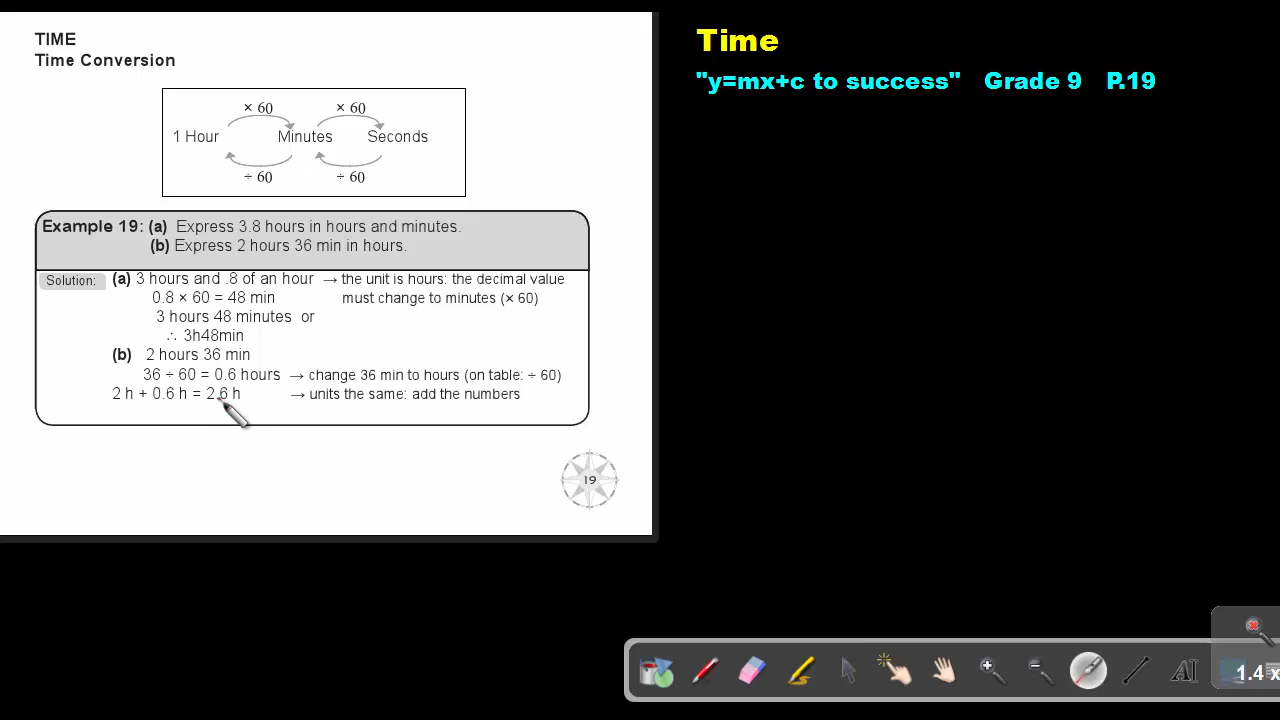 TIME
Time Conversion
× 60 × 60
1 Hour Minutes Seconds
÷ 60 ÷ 60
Example 19: (a) Express 3.8 hours in hours and minutes.
(b) Express 2 hours 36 min in hours.
Solution: (a) 3 hours and .8 of an hour → the unit is hours: the decimal value
0.8 × 60 = 48 min must change to minutes (× 60)
3 hours 48 minutes or
∴ 3h48min
(b) 2 hours 36 min
36 ÷ 60 = 0.6 hours → change 36 min to hours (on table: ÷ 60)
2 h + 0.6 h = 2.6 h → units the same: add the numbers
19
Time
"y=mx+c to success" Grade 9 P.19
AI
1.4 x